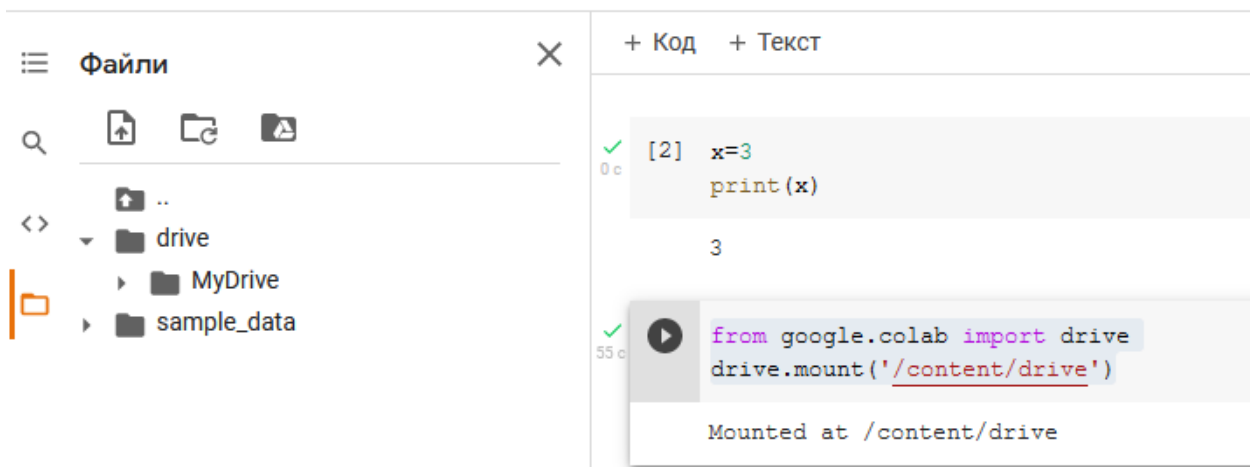 Файли
..
drive
MyDrive
sample_data
+ Код + Текст
0 с
[2] x=3
print(x)
3
55 с
from google.colab import drive
drive.mount('/content/drive')
Mounted at /content/drive